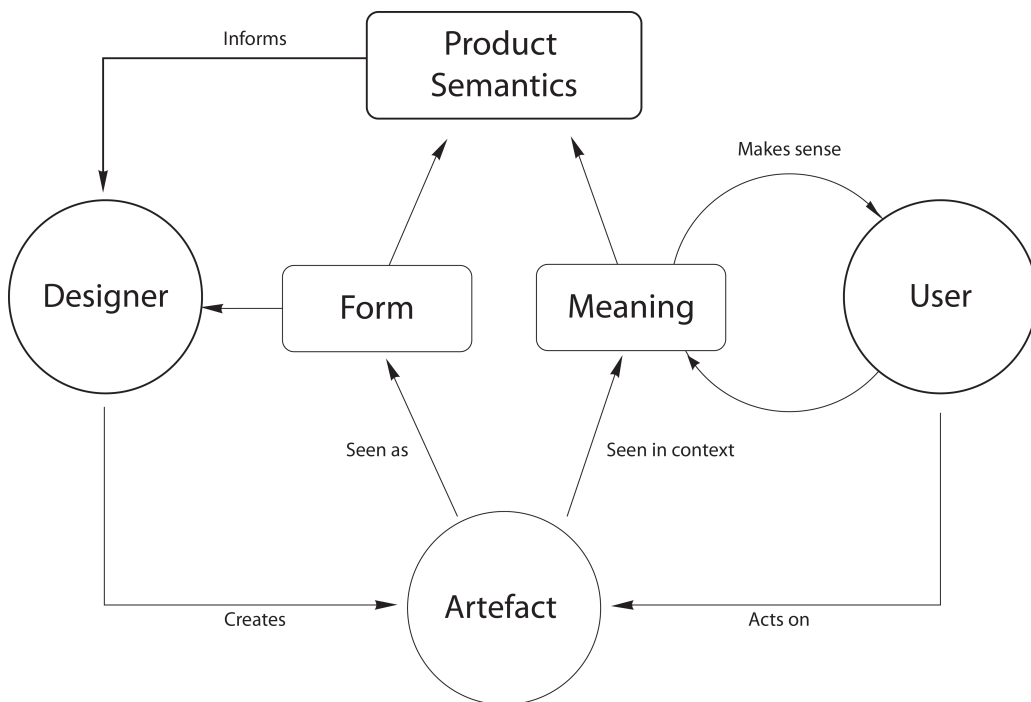 Informs
Product
Semantics
Makes sense
Designer
Form
Meaning
User
Seen as
Seen in context
Artefact
Creates
Acts on